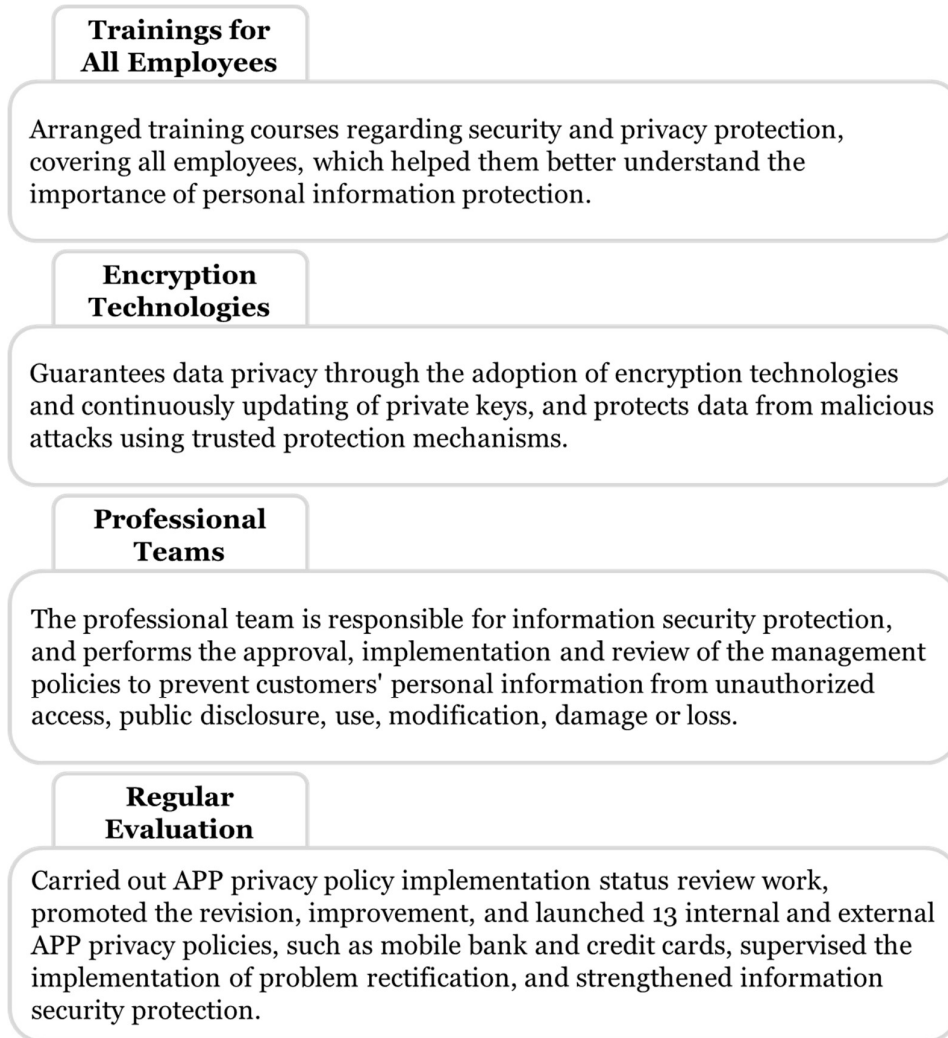 Trainings for
All Employees
Arranged training courses regarding security and privacy protection,
covering all employees, which helped them better understand the
importance of personal information protection.
Encryption
Technologies
Guarantees data privacy through the adoption of encryption technologies
and continuously updating of private keys, and protects data from malicious
attacks using trusted protection mechanisms.
Professional
Teams
The professional team is responsible for information security protection,
and performs the approval, implementation and review of the management
policies to prevent customers' personal information from unauthorized
access, public disclosure, use, modification, damage or loss.
Regular
Evaluation
Carried out APP privacy policy implementation status review work,
promoted the revision, improvement, and launched 13 internal and external
APP privacy policies, such as mobile bank and credit cards, supervised the
implementation of problem rectification, and strengthened information
security protection.